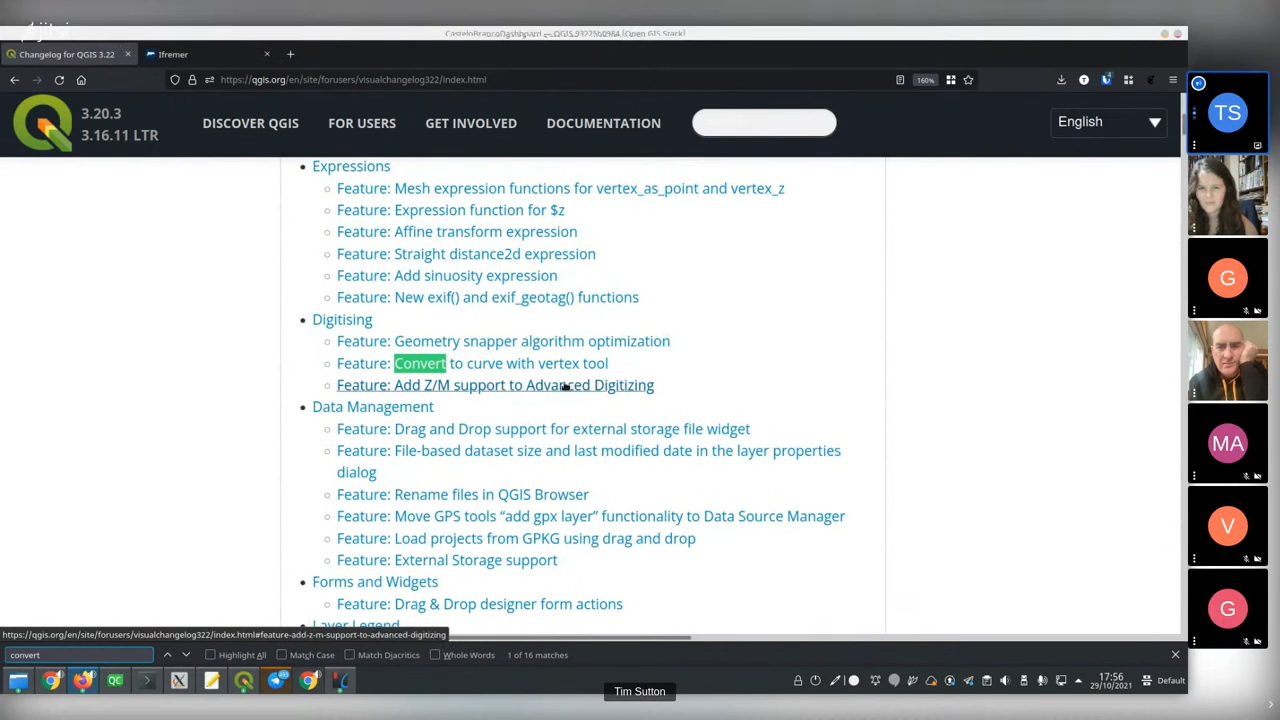 CasteloBrancoDashboard — QGIS 93225b0984 [Open GIS Stack]
Changelog for QGIS 3.22
Ifremer
https://qgis.org/en/site/forusers/visualchangelog322/index.html
160%
3.20.3
3.16.11 LTR
DISCOVER QGIS
FOR USERS
GET INVOLVED
DOCUMENTATION
English
TS
Expressions
Feature: Mesh expression functions for vertex_as_point and vertex_z
Feature: Expression function for $z
Feature: Affine transform expression
Feature: Straight distance2d expression
Feature: Add sinuosity expression
Feature: New exif() and exif_geotag() functions
G
Digitising
Feature: Geometry snapper algorithm optimization
Feature: Convert to curve with vertex tool
Feature: Add Z/M support to Advanced Digitizing
Data Management
Feature: Drag and Drop support for external storage file widget
Feature: File-based dataset size and last modified date in the layer properties
dialog
MA
Feature: Rename files in QGIS Browser
Feature: Move GPS tools “add gpx layer” functionality to Data Source Manager
Feature: Load projects from GPKG using drag and drop
V
Feature: External Storage support
Forms and Widgets
Feature: Drag & Drop designer form actions
G
Layer Legend
https://qgis.org/en/site/forusers/visualchangelog322/index.html#feature-add-z-m-support-to-advanced-digitizing
convert
Highlight All
Match Case
Match Diacritics
Whole Words
1 of 16 matches
QC
17:56
29/10/2021
Default
Tim Sutton